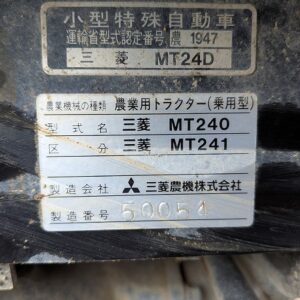 小型特殊自動車
運輸省型式認定番号 農 1947
三菱 MT24D
農業機械の種類 農業用トラクター(乗用型)
型式名 三菱 MT240
区分 三菱 MT241
製造会社 三菱農機株式会社
製造番号 50054